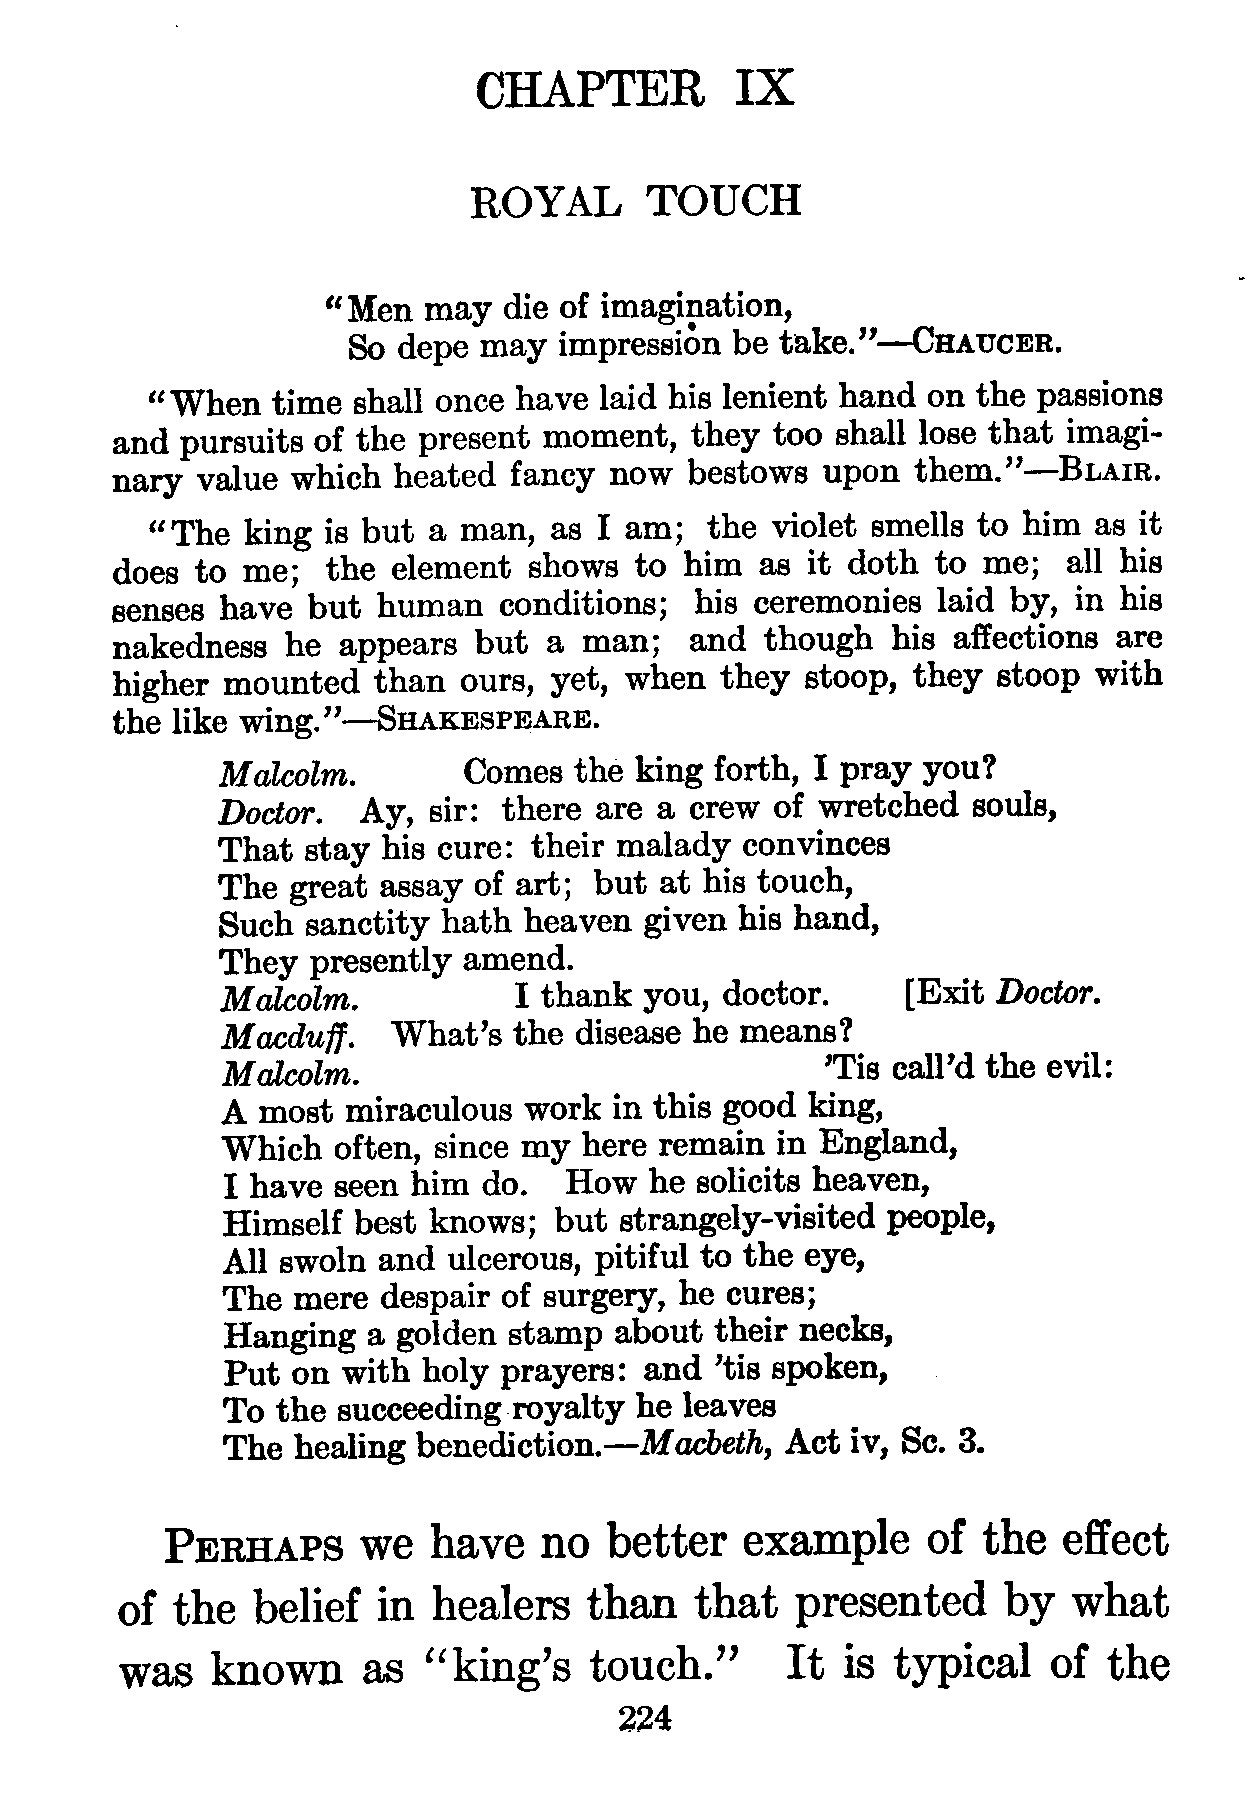 CHAPTER IX
ROYAL TOUCH
"Men may die of imagination,
So depe may impression be take."—CHAUCER.
"When time shall once have laid his lenient hand on the passions
and pursuits of the present moment, they too shall lose that imagi-
nary value which heated fancy now bestows upon them."—BLAIR.
"The king is but a man, as I am; the violet smells to him as it
does to me; the element shows to him as it doth to me; all his
senses have but human conditions; his ceremonies laid by, in his
nakedness he appears but a man; and though his affections are
higher mounted than ours, yet, when they stoop, they stoop with
the like wing."—SHAKESPEARE.
Malcolm. Comes the king forth, I pray you?
Doctor. Ay, sir: there are a crew of wretched souls,
That stay his cure: their malady convinces
The great assay of art; but at his touch,
Such sanctity hath heaven given his hand,
They presently amend.
Malcolm. I thank you, doctor. [Exit Doctor.
Macduff. What's the disease he means?
Malcolm. 'Tis call'd the evil:
A most miraculous work in this good king,
Which often, since my here remain in England,
I have seen him do. How he solicits heaven,
Himself best knows; but strangely-visited people,
All swoln and ulcerous, pitiful to the eye,
The mere despair of surgery, he cures;
Hanging a golden stamp about their necks,
Put on with holy prayers: and 'tis spoken,
To the succeeding royalty he leaves
The healing benediction.—Macbeth, Act iv, Sc. 3.
PERHAPS we have no better example of the effect
of the belief in healers than that presented by what
was known as "king's touch." It is typical of the
224